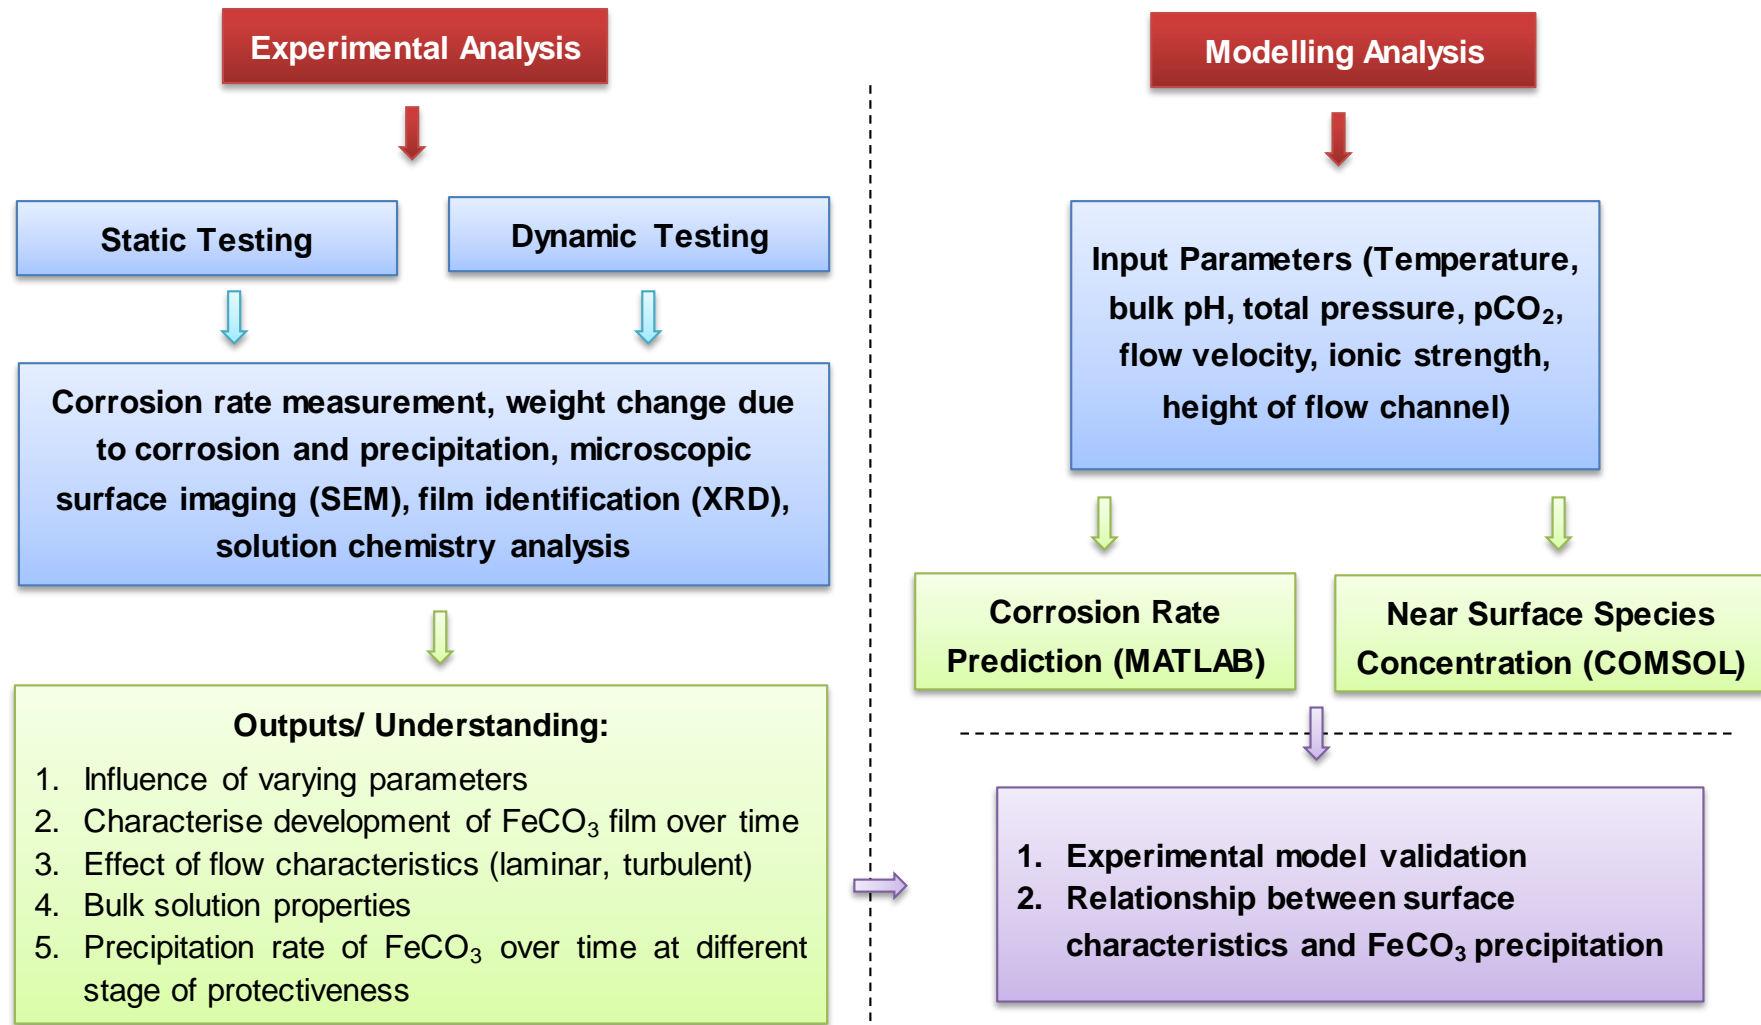 Experimental Analysis
Static Testing
Dynamic Testing
Corrosion rate measurement, weight change due
to corrosion and precipitation, microscopic
surface imaging (SEM), film identification (XRD),
solution chemistry analysis
Outputs/ Understanding:
1. Influence of varying parameters
2. Characterise development of FeCO₃ film over time
3. Effect of flow characteristics (laminar, turbulent)
4. Bulk solution properties
5. Precipitation rate of FeCO₃ over time at different
stage of protectiveness
Modelling Analysis
Input Parameters (Temperature,
bulk pH, total pressure, pCO₂,
flow velocity, ionic strength,
height of flow channel)
Corrosion Rate
Prediction (MATLAB)
Near Surface Species
Concentration (COMSOL)
1. Experimental model validation
2. Relationship between surface
characteristics and FeCO₃ precipitation